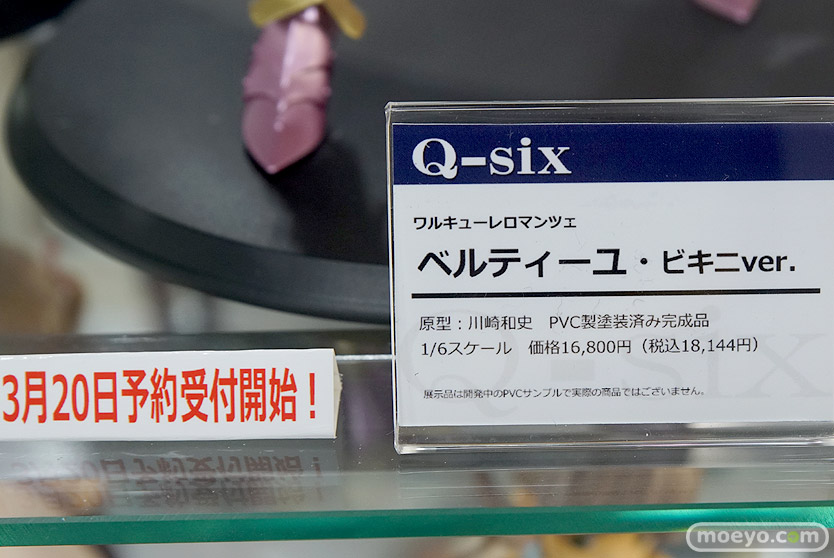 Q-six
ワルキューレロマンツェ
ベルティーユ・ビキニver.
原型：川崎和史　PVC製塗装済み完成品
1/6スケール　価格16,800円（税込18,144円）
展示品は開発中のPVCサンプルで実際の商品ではございません。
3月20日予約受付開始！
moeyo.com